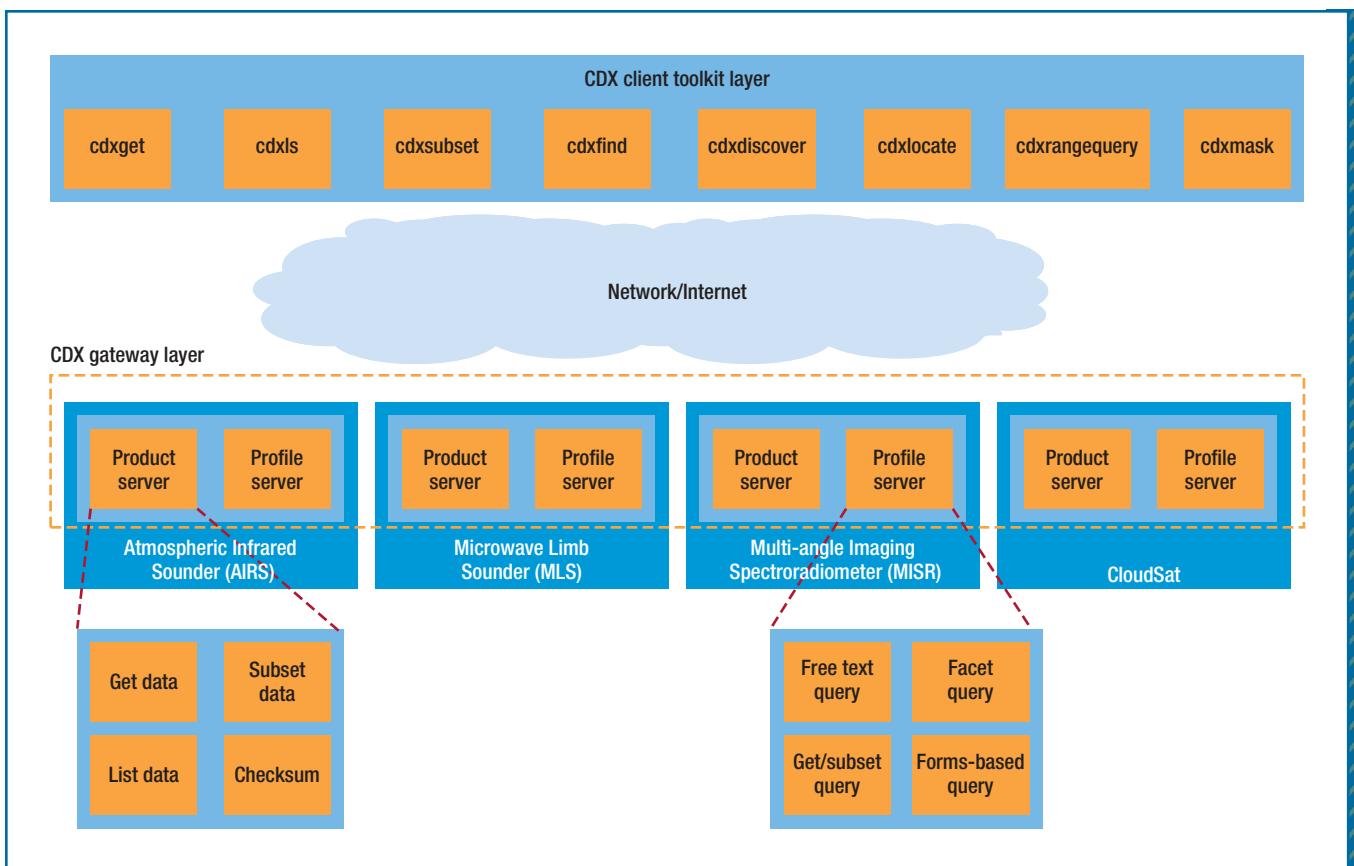 CDX client toolkit layer
cdxget
cdxls
cdxsubset
cdxfind
cdxdiscover
cdxlocate
cdxrangequery
cdxmask
Network/Internet
CDX gateway layer
Product
server
Profile
server
Atmospheric Infrared
Sounder (AIRS)
Product
server
Profile
server
Microwave Limb
Sounder (MLS)
Product
server
Profile
server
Multi-angle Imaging
Spectroradiometer (MISR)
Product
server
Profile
server
CloudSat
Get data
Subset
data
List data
Checksum
Free text
query
Facet
query
Get/subset
query
Forms-based
query